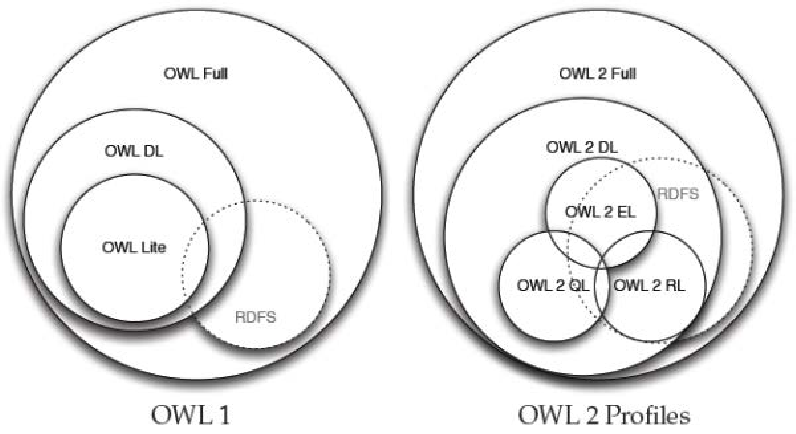 OWL Full
OWL DL
OWL Lite
RDFS
OWL 1
OWL 2 Full
OWL 2 DL
RDFS
OWL 2 EL
OWL 2 QL
OWL 2 RL
OWL 2 Profiles